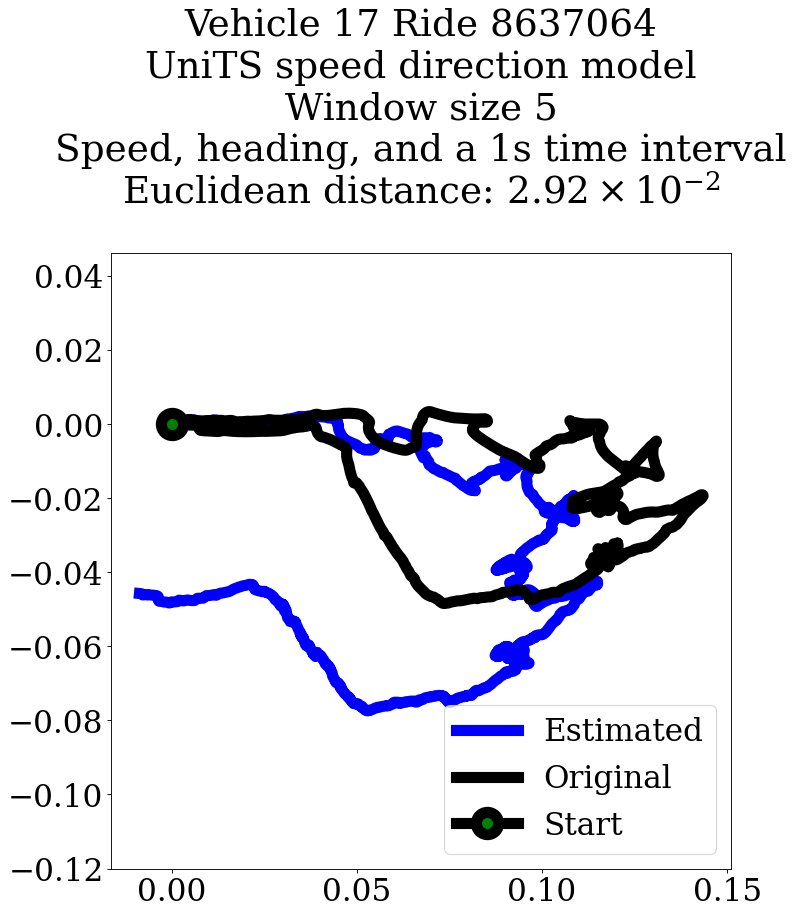 Vehicle 17 Ride 8637064
UniTS speed direction model
Window size 5
Speed, heading, and a 1s time interval
Euclidean distance: 2.92 × 10⁻²
0.04
0.02
0.00
−0.02
−0.04
−0.06
−0.08
−0.10
−0.12
Estimated
Original
Start
0.00 0.05 0.10 0.15